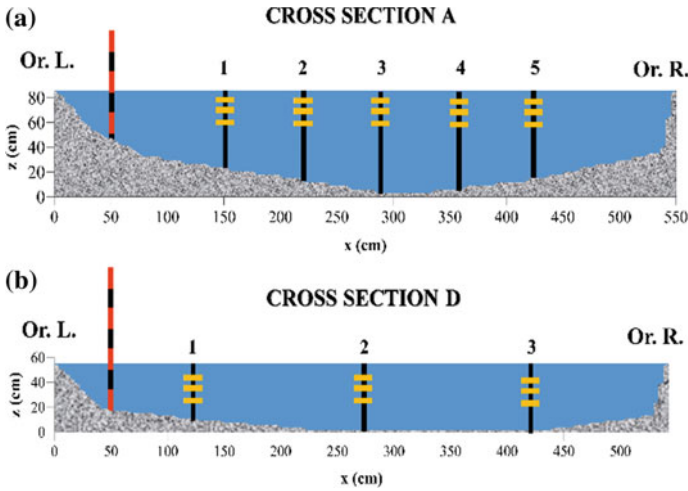 (a)
CROSS SECTION A
Or. L.
Or. R.
1 2 3 4 5
80
60
40
20
0
z (cm)
0 50 100 150 200 250 300 350 400 450 500 550
x (cm)
(b)
CROSS SECTION D
Or. L.
Or. R.
1 2 3
60
40
20
0
z (cm)
0 50 100 150 200 250 300 350 400 450 500
x (cm)